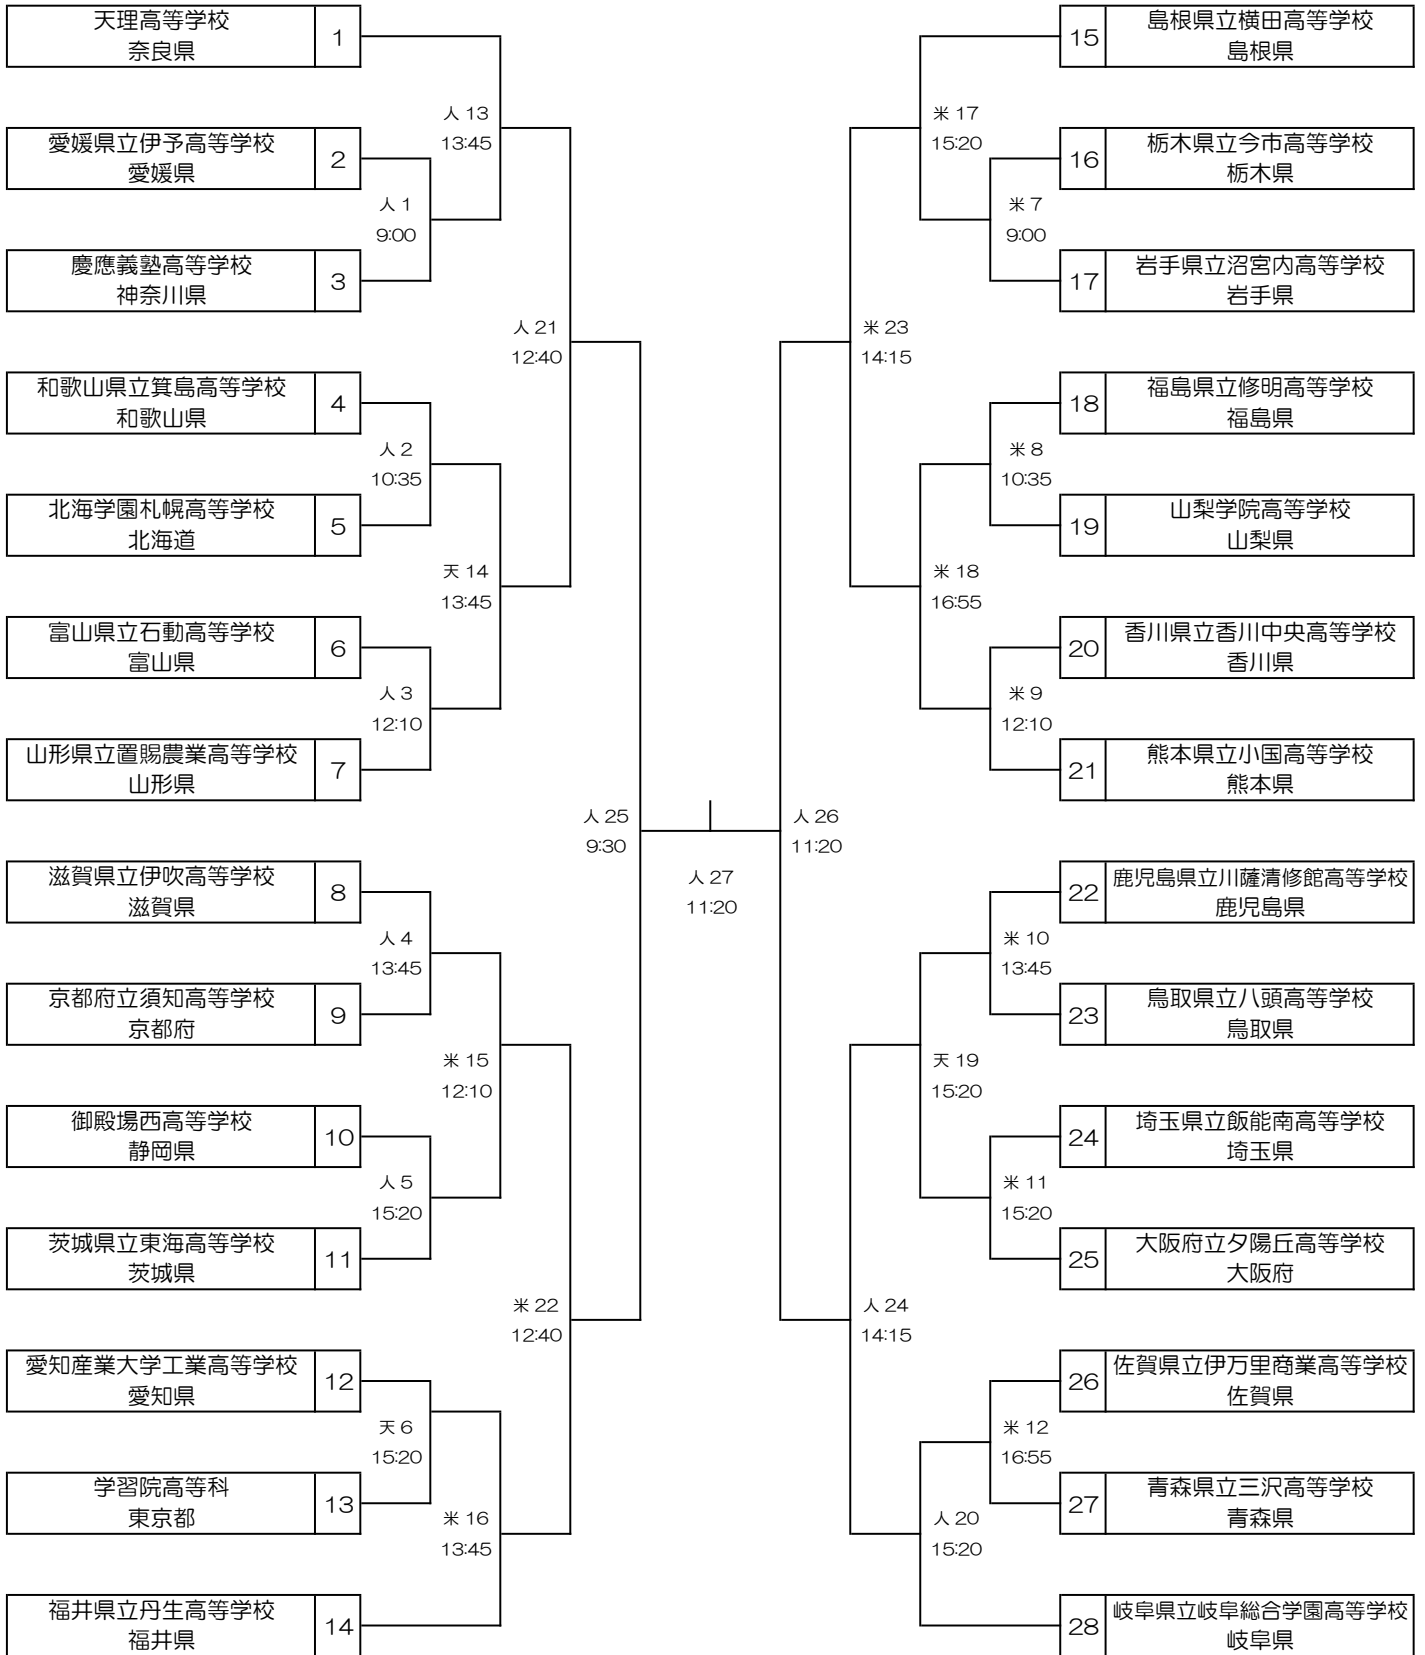 天理高等学校
奈良県
1
人 13
13:45
愛媛県立伊予高等学校
愛媛県
2
人 1
9:00
慶應義塾高等学校
神奈川県
3
人 21
12:40
和歌山県立箕島高等学校
和歌山県
4
人 2
10:35
北海学園札幌高等学校
北海道
5
天 14
13:45
富山県立石動高等学校
富山県
6
人 3
12:10
山形県立置賜農業高等学校
山形県
7
人 25
9:30
滋賀県立伊吹高等学校
滋賀県
8
人 4
13:45
京都府立須知高等学校
京都府
9
米 15
12:10
御殿場西高等学校
静岡県
10
人 5
15:20
茨城県立東海高等学校
茨城県
11
米 22
12:40
愛知産業大学工業高等学校
愛知県
12
天 6
15:20
学習院高等科
東京都
13
米 16
13:45
福井県立丹生高等学校
福井県
14
人 27
11:20
15
島根県立横田高等学校
島根県
米 17
15:20
16
栃木県立今市高等学校
栃木県
米 7
9:00
17
岩手県立沼宮内高等学校
岩手県
米 23
14:15
18
福島県立修明高等学校
福島県
米 8
10:35
19
山梨学院高等学校
山梨県
米 18
16:55
20
香川県立香川中央高等学校
香川県
米 9
12:10
21
熊本県立小国高等学校
熊本県
人 26
11:20
22
鹿児島県立川薩清修館高等学校
鹿児島県
米 10
13:45
23
鳥取県立八頭高等学校
鳥取県
天 19
15:20
24
埼玉県立飯能南高等学校
埼玉県
米 11
15:20
25
大阪府立夕陽丘高等学校
大阪府
人 24
14:15
26
佐賀県立伊万里商業高等学校
佐賀県
米 12
16:55
27
青森県立三沢高等学校
青森県
人 20
15:20
28
岐阜県立岐阜総合学園高等学校
岐阜県